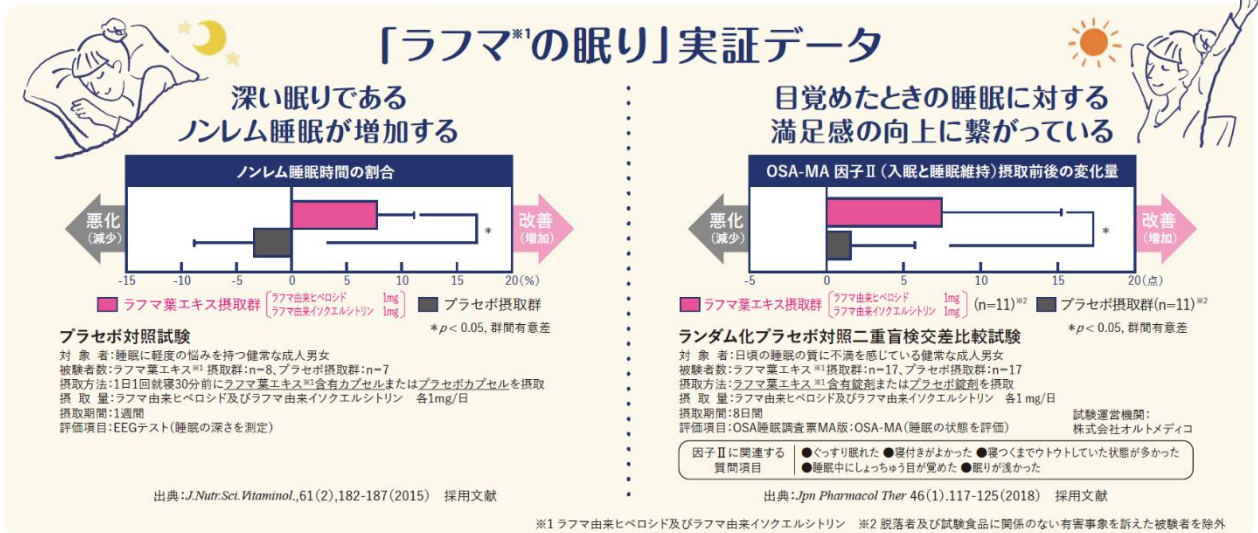 「ラフマ※1の眠り」実証データ
深い眠りである
ノンレム睡眠が増加する
ノンレム睡眠時間の割合
悪化
(減少)
改善
(増加)
*
-15 -10 -5 0 5 10 15 20(%)
ラフマ葉エキス摂取群 ラフマ由来ヒペロシド 1mg
ラフマ由来イソクエルシトリン 1mg
プラセボ摂取群
*p< 0.05, 群間有意差
プラセボ対照試験
対象者:睡眠に軽度の悩みを持つ健常な成人男女
被験者数:ラフマ葉エキス※1 摂取群:n=8、プラセボ摂取群:n=7
摂取方法:1日1回就寝30分前にラフマ葉エキス※1含有カプセルまたはプラセボカプセルを摂取
摂取量:ラフマ由来ヒペロシド及びラフマ由来イソクエルシトリン 各1mg/日
摂取期間:1週間
評価項目:EEGテスト(睡眠の深さを測定)
出典:J.Nutr.Sci.Vitaminol.,61(2),182-187(2015) 採用文献
目覚めたときの睡眠に対する
満足感の向上に繋がっている
OSA-MA 因子Ⅱ(入眠と睡眠維持)摂取前後の変化量
悪化
(減少)
改善
(増加)
*
-5 0 5 10 15 20(点)
ラフマ葉エキス摂取群 ラフマ由来ヒペロシド 1mg
ラフマ由来イソクエルシトリン 1mg
(n=11)※2 プラセボ摂取群(n=11)※2
*p< 0.05, 群間有意差
ランダム化プラセボ対照二重盲検交差比較試験
対象者:日頃の睡眠の質に不満を感じている健常な成人男女
被験者数:ラフマ葉エキス※1摂取群:n=17、プラセボ摂取群:n=17
摂取方法:ラフマ葉エキス※1含有錠剤またはプラセボ錠剤を摂取
摂取量:ラフマ由来ヒペロシド及びラフマ由来イソクエルシトリン 各1mg/日
摂取期間:8日間
評価項目:OSA睡眠調査票MA版:OSA-MA(睡眠の状態を評価)
試験運営機関:
株式会社オルトメディコ
因子Ⅱに関連する
質問項目
●ぐっすり眠れた ●寝付きがよかった ●寝つくまでウトウトしていた状態が多かった
●睡眠中にしょっちゅう目が覚めた ●眠りが浅かった
出典:Jpn Pharmacol Ther 46(1).117-125(2018) 採用文献
※1 ラフマ由来ヒペロシド及びラフマ由来イソクエルシトリン ※2 脱落者及び試験食品に関係のない有害事象を訴えた被験者を除外